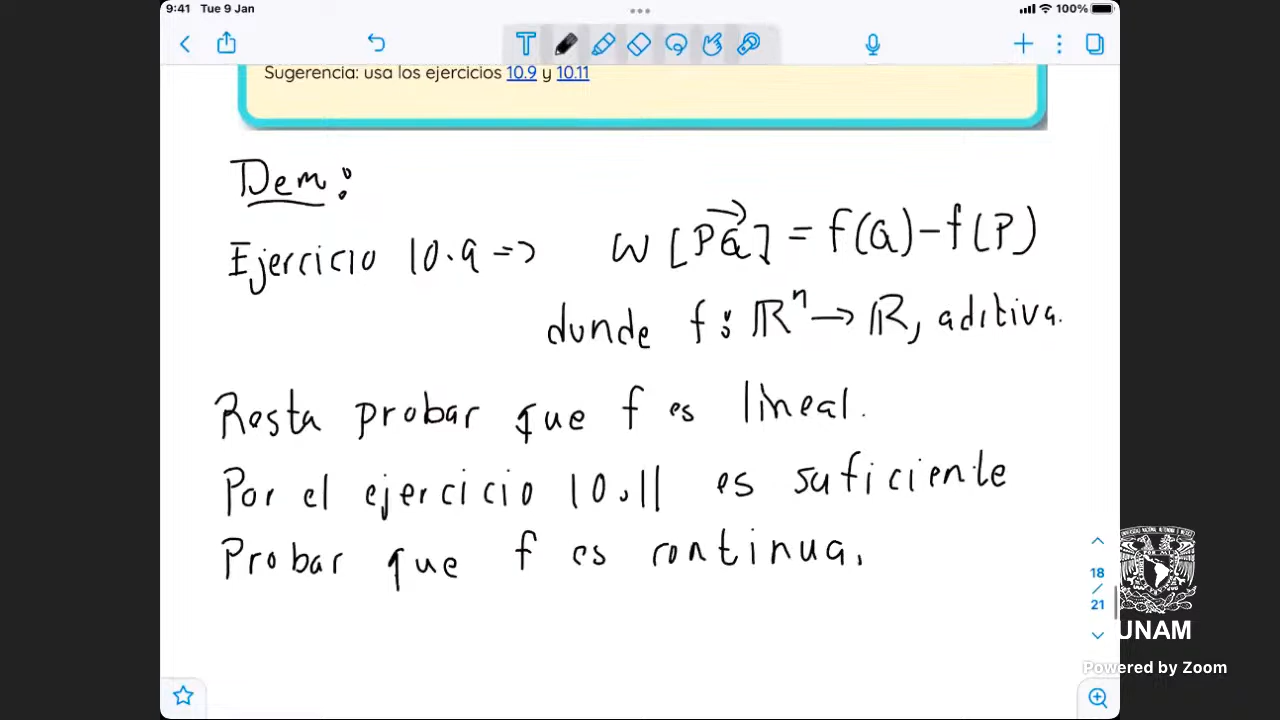 9:41 Tue 9 Jan 100%
Sugerencia: usa los ejercicios 10.9 y 10.11
Dem:
Ejercicio 10.9 => w[\overrightarrow{PQ}] = f(Q) - f(P)
dunde f: ℝⁿ → ℝ, aditiva.
Resta probar que f es lineal.
Por el ejercicio 10.11 es suficiente
Probar que f es continua.
18
/
21
UNAM
Powered by Zoom